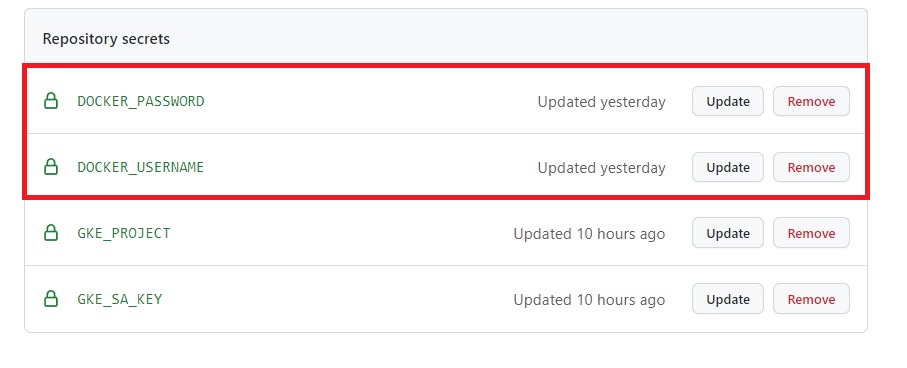 Repository secrets
DOCKER_PASSWORD Updated yesterday Update Remove
DOCKER_USERNAME Updated yesterday Update Remove
GKE_PROJECT Updated 10 hours ago Update Remove
GKE_SA_KEY Updated 10 hours ago Update Remove